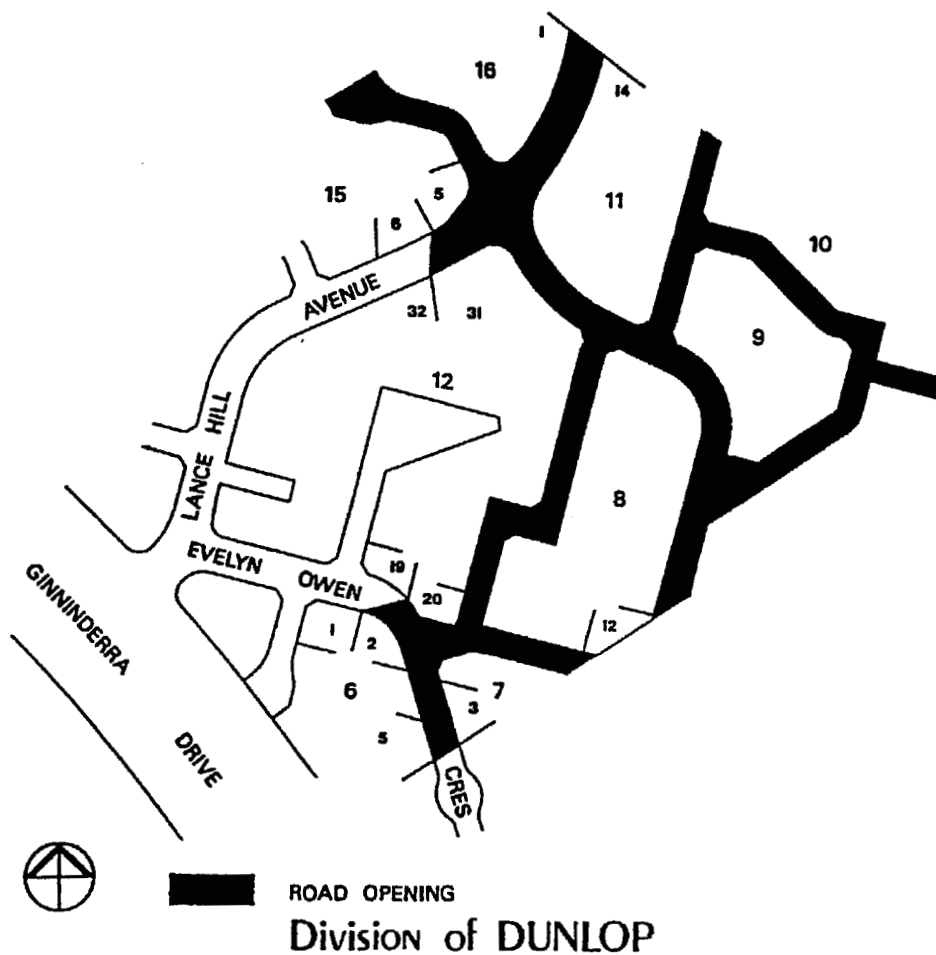 1
16
14
15
5
11
6
10
AVENUE
32
31
9
12
LANCE HILL
8
EVELYN OWEN
19
20
GINNINDERRA
12
1
2
6
7
3
5
DRIVE
CRES
ROAD OPENING
Division of DUNLOP